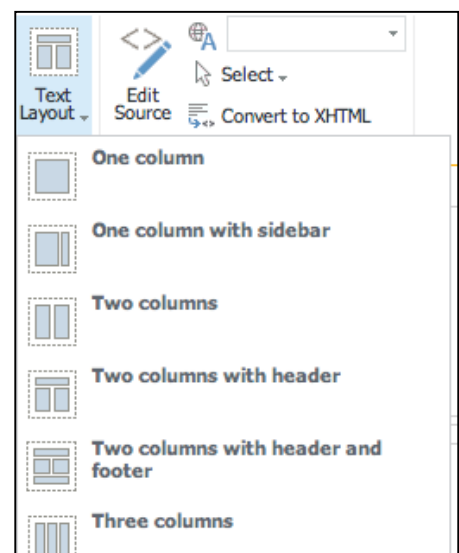 Text
Layout
Edit
Source
Select
Convert to XHTML
One column
One column with sidebar
Two columns
Two columns with header
Two columns with header and
footer
Three columns